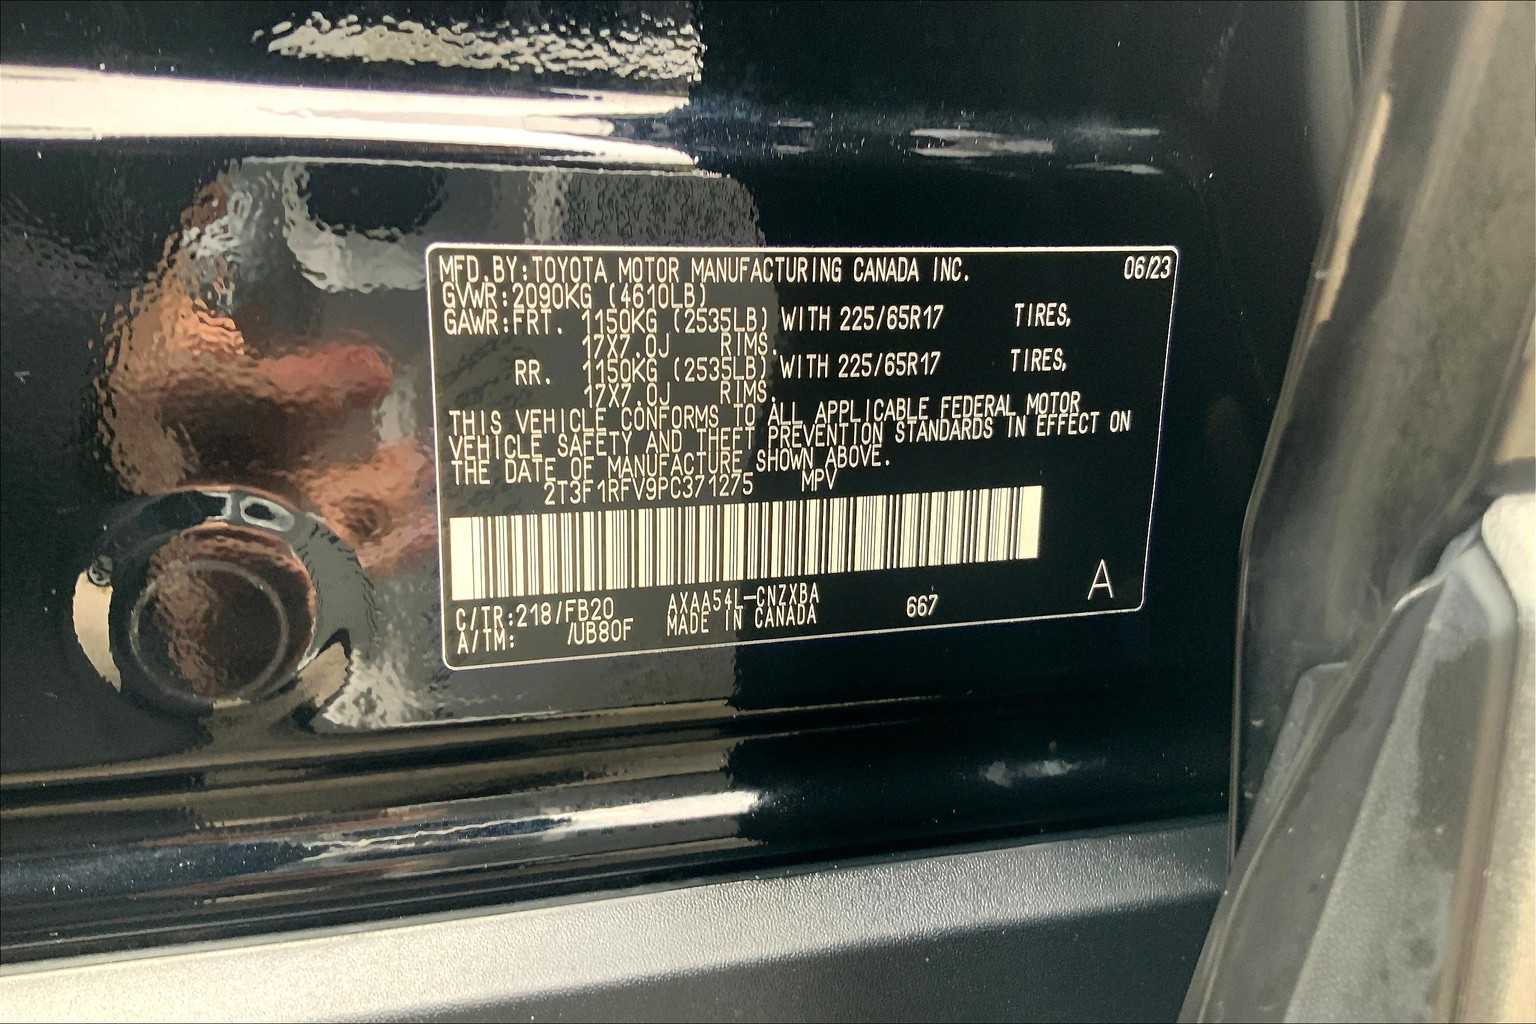 MFD.BY:TOYOTA MOTOR MANUFACTURING CANADA INC. 06/23
GVWR:2090KG (4610LB)
GAWR:FRT. 1150KG (2535LB) WITH 225/65R17 TIRES,
17X7.0J RIMS.
RR. 1150KG (2535LB) WITH 225/65R17 TIRES,
17X7.0J RIMS.
THIS VEHICLE CONFORMS TO ALL APPLICABLE FEDERAL MOTOR
VEHICLE SAFETY AND THEFT PREVENTION STANDARDS IN EFFECT ON
THE DATE OF MANUFACTURE SHOWN ABOVE.
2T3F1RFV9PC371275 MPV
C/TR:218/FB20 AXAA54L-CNZXBA 667 A
A/TM: /UB80F MADE IN CANADA